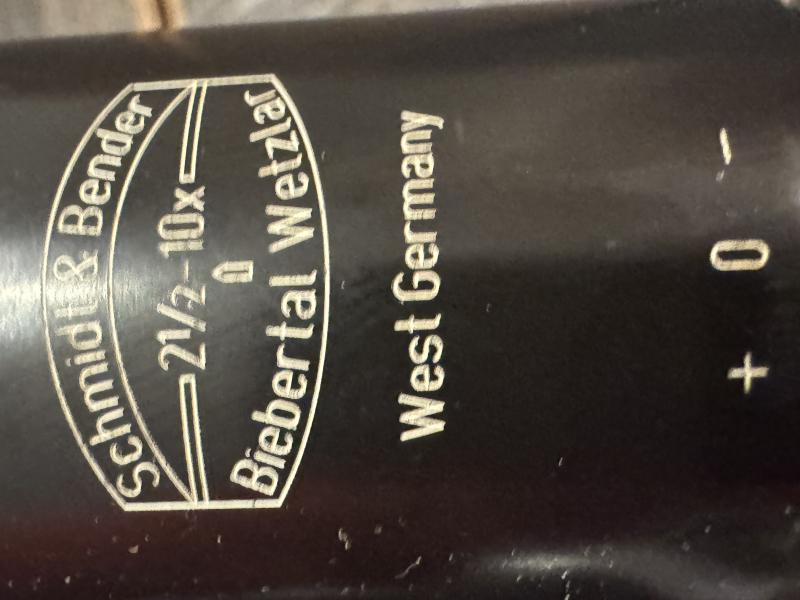 Schmidt & Bender
2½-10x
Biebertal Wetzlar
West Germany
+ 0 -